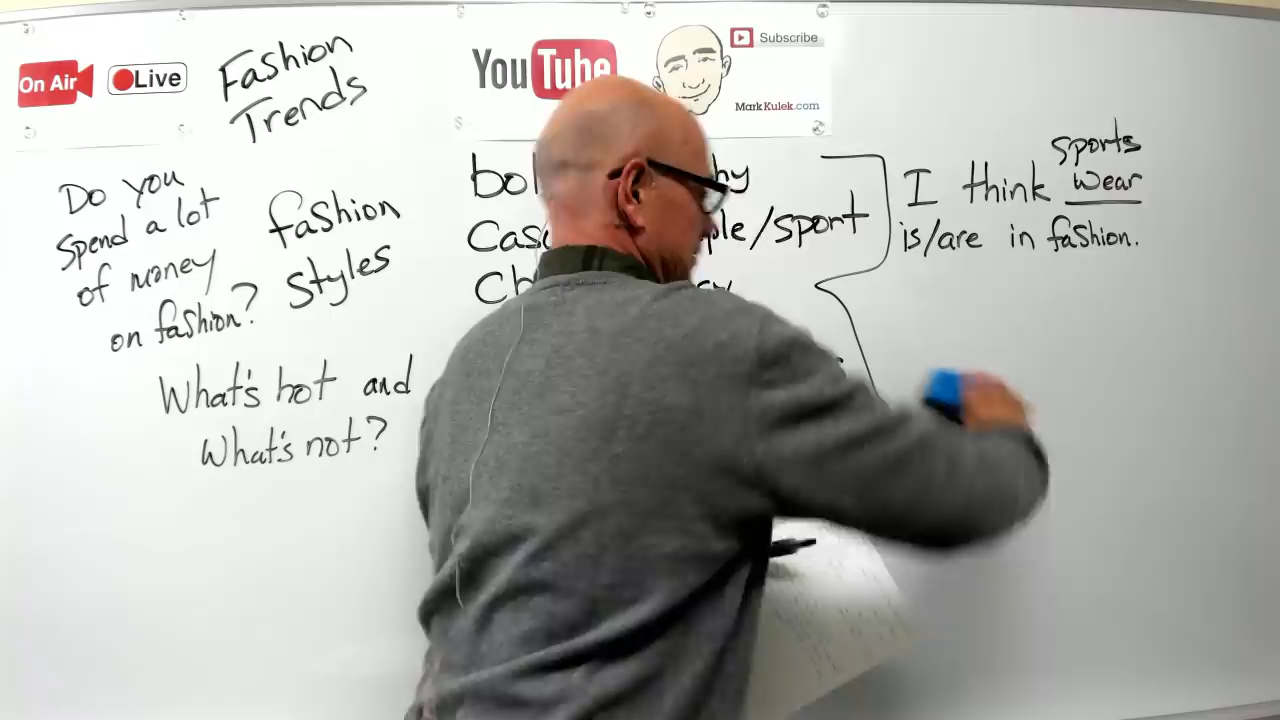 On Air
Live
Fashion
Trends
YouTube
Subscribe
MarkKulek.com
Do you
spend a lot
of money
on fashion?
fashion
styles
What's hot and
What's not?
/sport
I think sports
wear
is/are in fashion.